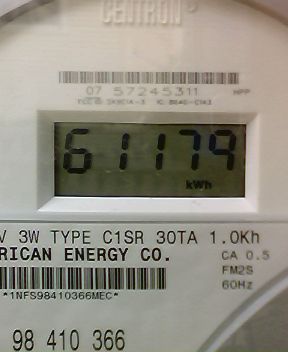 CENTRON®
07 57245311 MPP
61179
kWh
V 3W TYPE C1SR 30TA 1.0Kh
RICAN ENERGY CO. CA 0.5
FM2S
*1NFS98410366MEC* 60Hz
98 410 366